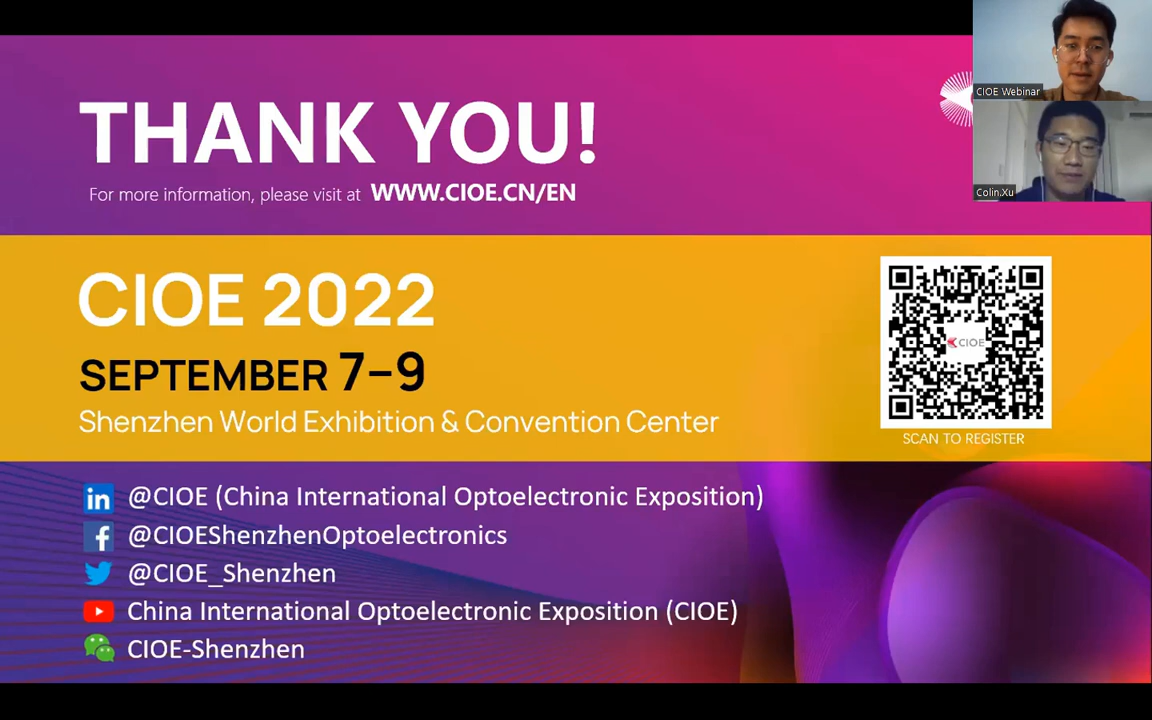 THANK YOU!
For more information, please visit at WWW.CIOE.CN/EN
CIOE Webinar
Colin.Xu
CIOE 2022
SEPTEMBER 7–9
Shenzhen World Exhibition & Convention Center
CIOE
SCAN TO REGISTER
@CIOE (China International Optoelectronic Exposition)
@CIOEShenzhenOptoelectronics
@CIOE_Shenzhen
China International Optoelectronic Exposition (CIOE)
CIOE-Shenzhen